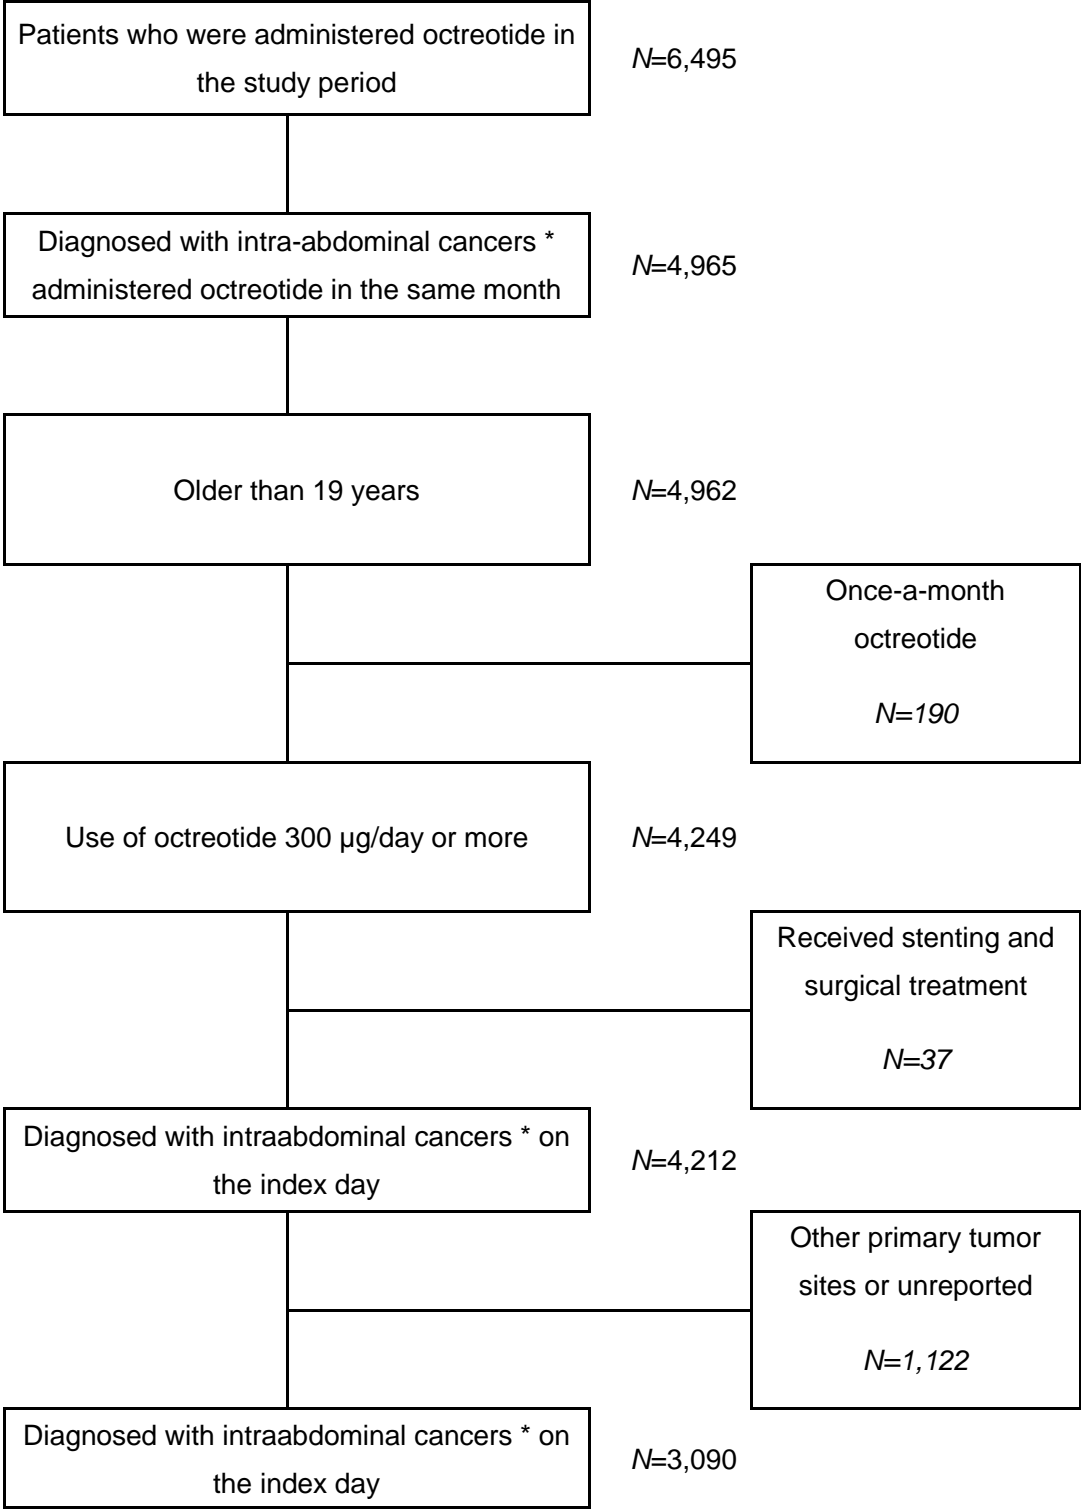 Patients who were administered octreotide in
the study period
N=6,495
Diagnosed with intra-abdominal cancers *
administered octreotide in the same month
N=4,965
Older than 19 years
N=4,962
Once-a-month
octreotide
N=190
Use of octreotide 300 µg/day or more
N=4,249
Received stenting and
surgical treatment
N=37
Diagnosed with intraabdominal cancers * on
the index day
N=4,212
Other primary tumor
sites or unreported
N=1,122
Diagnosed with intraabdominal cancers * on
the index day
N=3,090